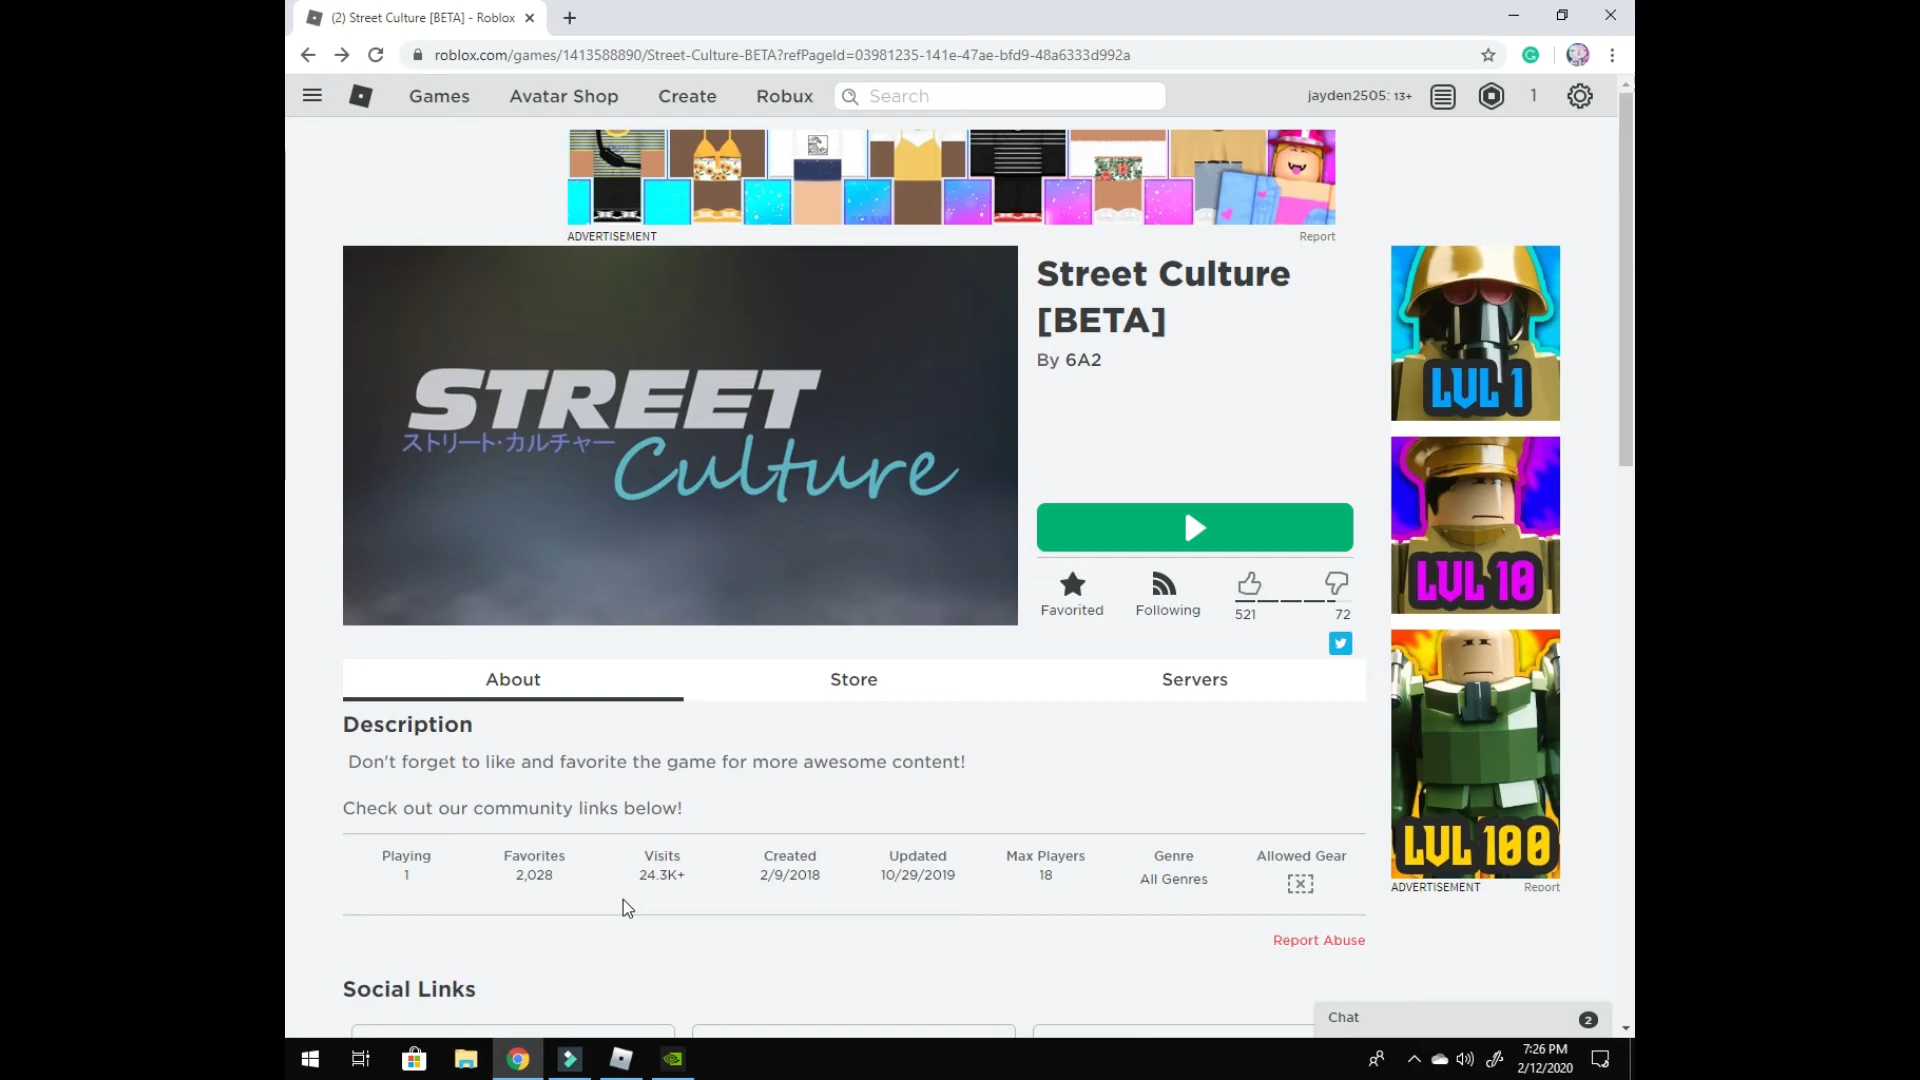 (2) Street Culture [BETA] - Roblox
roblox.com/games/1413588890/Street-Culture-BETA?refPageId=03981235-141e-47ae-bfd9-48a6333d992a
Games Avatar Shop Create Robux Search jayden2505: 13+ 1
ADVERTISEMENT Report
STREET
ストリート・カルチャー
Culture
Street Culture
[BETA]
By 6A2
Favorited Following 521 72
LVL 1
LVL 10
LVL 100
ADVERTISEMENT Report
About Store Servers
Description
Don't forget to like and favorite the game for more awesome content!
Check out our community links below!
Playing Favorites Visits Created Updated Max Players Genre Allowed Gear
1 2,028 24.3K+ 2/9/2018 10/29/2019 18 All Genres
Report Abuse
Social Links
Chat 2
7:26 PM
2/12/2020